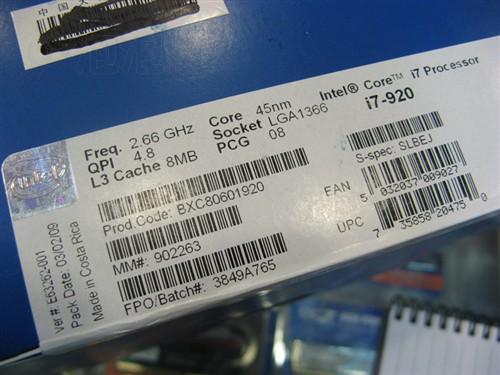 中 国
Intel® Core™ i7 Processor
i7-920
Freq. 2.66 GHz Core 45nm
QPI 4.8 Socket LGA1366
L3 Cache 8MB PCG 08
S-spec: SLBEJ
Prod.Code: BXC80601920
EAN 5 032037 009027
MM#: 902263
UPC 7 35858 20475 0
FPO/Batch#: 3849A765
Ver #: E63262-001
Pack Date: 03/02/09
Made in Costa Rica